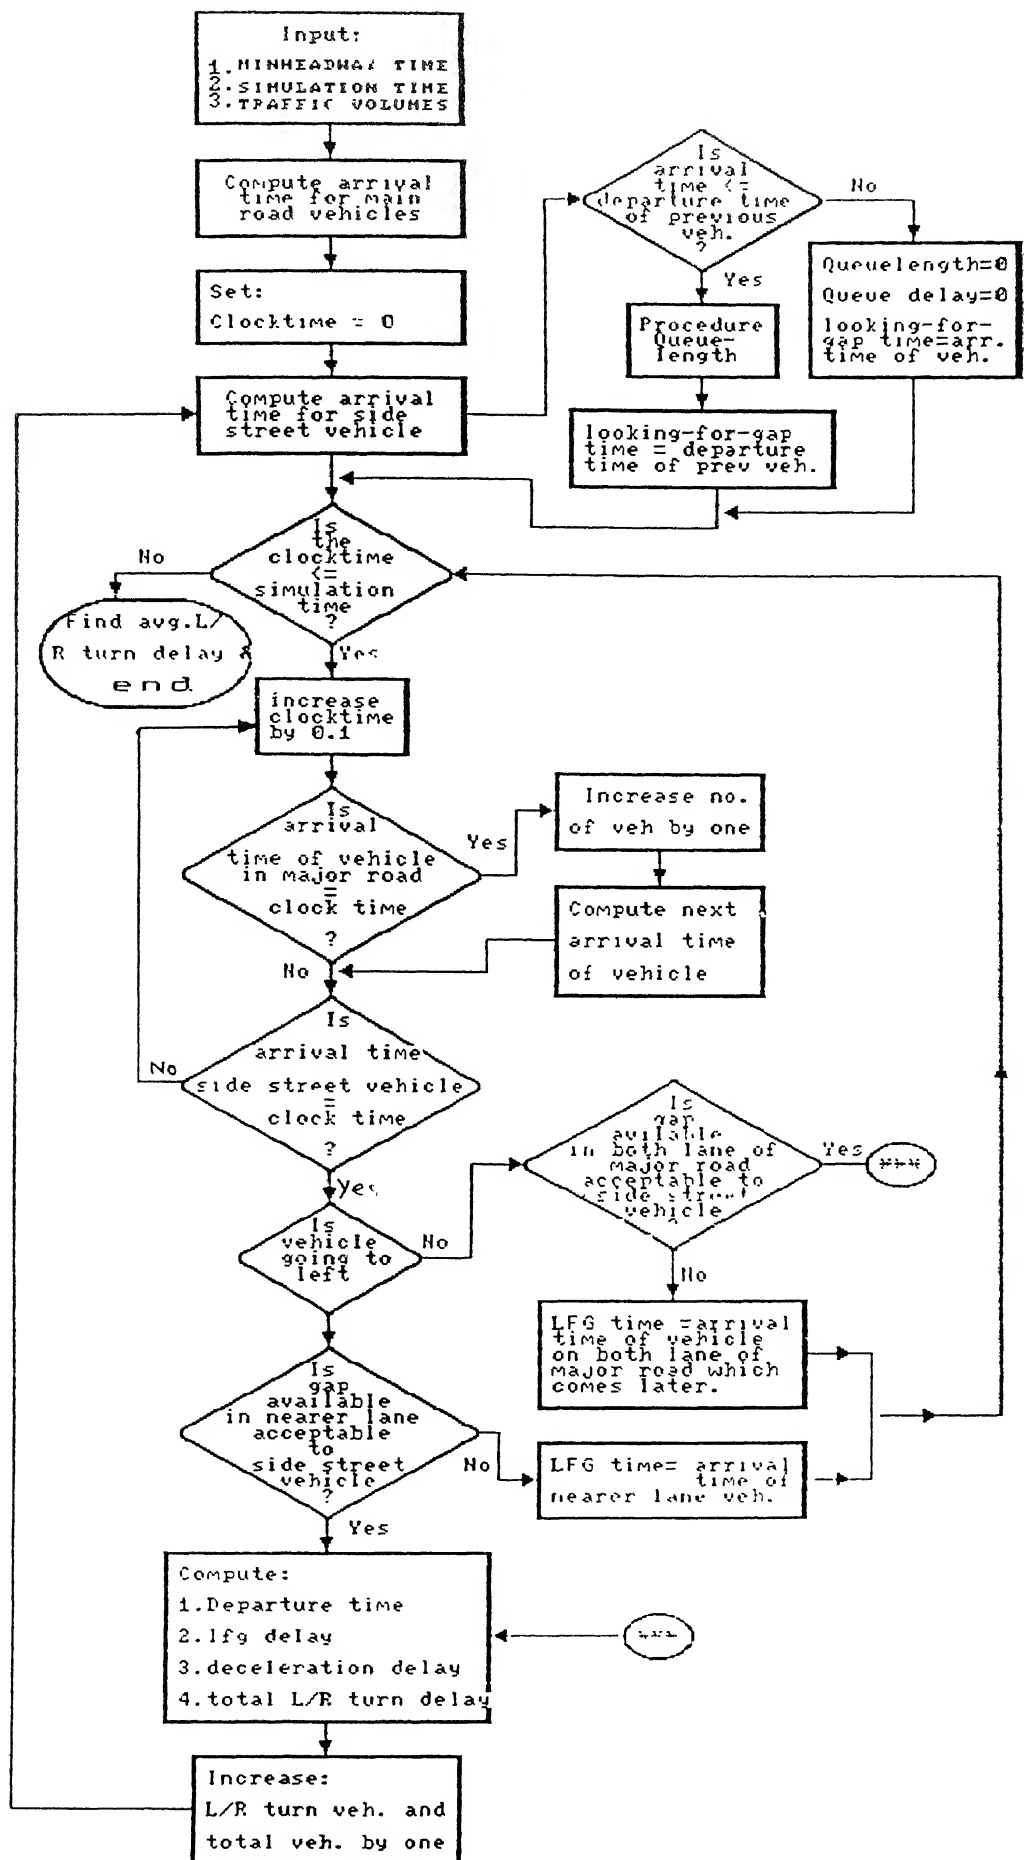 Input:
1. MINHEADWAY TIME
2. SIMULATION TIME
3. TRAFFIC VOLUMES
Compute arrival
time for main
road vehicles
Set:
Clocktime = 0
Compute arrival
time for side
street vehicle
Is
arrival
time <=
departure time
of previous
veh.
?
No
Yes
Queuelength=0
Queue delay=0
looking-for-
gap time=arr.
time of veh.
Procedure
Queue-
length
looking-for-gap
time = departure
time of prev veh.
Is
the
clocktime
<=
simulation
time
?
No
Yes
Find avg.L/
R turn delay &
end
increase
clocktime
by 0.1
Is
arrival
time of vehicle
in major road
=
clock time
?
Yes
No
Increase no.
of veh by one
Compute next
arrival time
of vehicle
Is
arrival time
side street vehicle
=
clock time
?
No
Yes
Is
vehicle
going to
left
No
Is
gap
available
in both lane of
major road
acceptable to
side street
vehicle
?
Yes
***
No
LFG time =arrival
time of vehicle
on both lane of
major road which
comes later.
Is
gap
available
in nearer lane
acceptable
to
side street
vehicle
?
No
Yes
LFG time= arrival
time of
nearer lane veh.
Compute:
1.Departure time
2.lfg delay
3.deceleration delay
4.total L/R turn delay
***
Increase:
L/R turn veh. and
total veh. by one